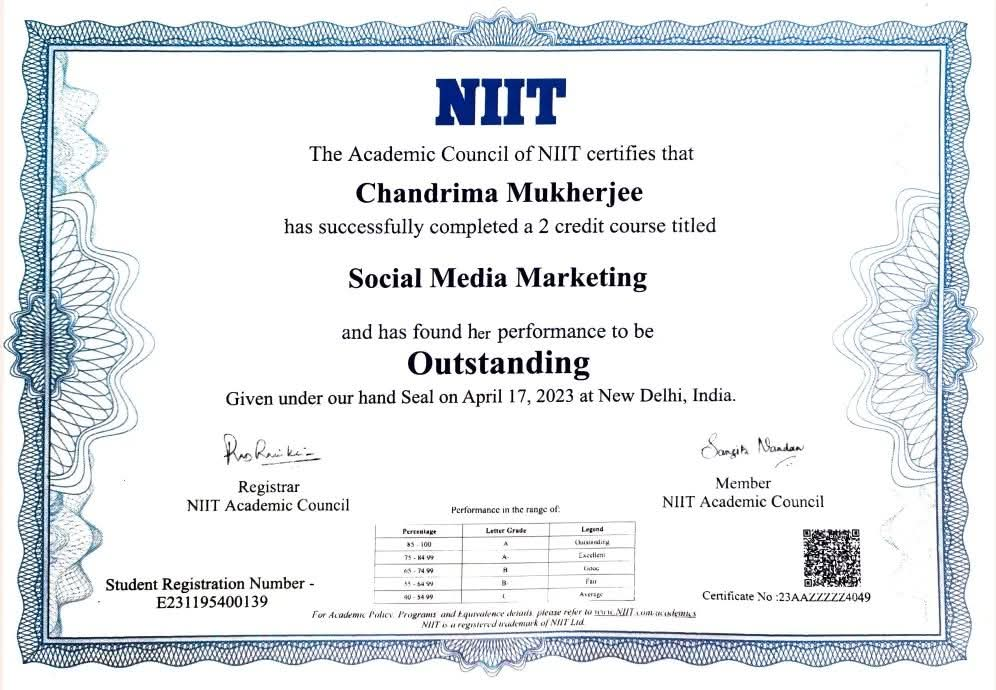 NIIT
The Academic Council of NIIT certifies that
Chandrima Mukherjee
has successfully completed a 2 credit course titled
Social Media Marketing
and has found her performance to be
Outstanding
Given under our hand Seal on April 17, 2023 at New Delhi, India.
Sangita Nandan
Registrar
NIIT Academic Council
Member
NIIT Academic Council
Performance in the range of:
Percentage Letter Grade Legend
85 - 100 A Outstanding
75 - 84.99 A- Excellent
65 - 74.99 B Good
55 - 64.99 B- Fair
40 - 54.99 C Average
Student Registration Number -
E231195400139
Certificate No :23AAZZZZZ4049
For Academic Policy, Programs and Equivalence details please refer to www.NIIT.com/academics
NIIT is a registered trademark of NIIT Ltd.